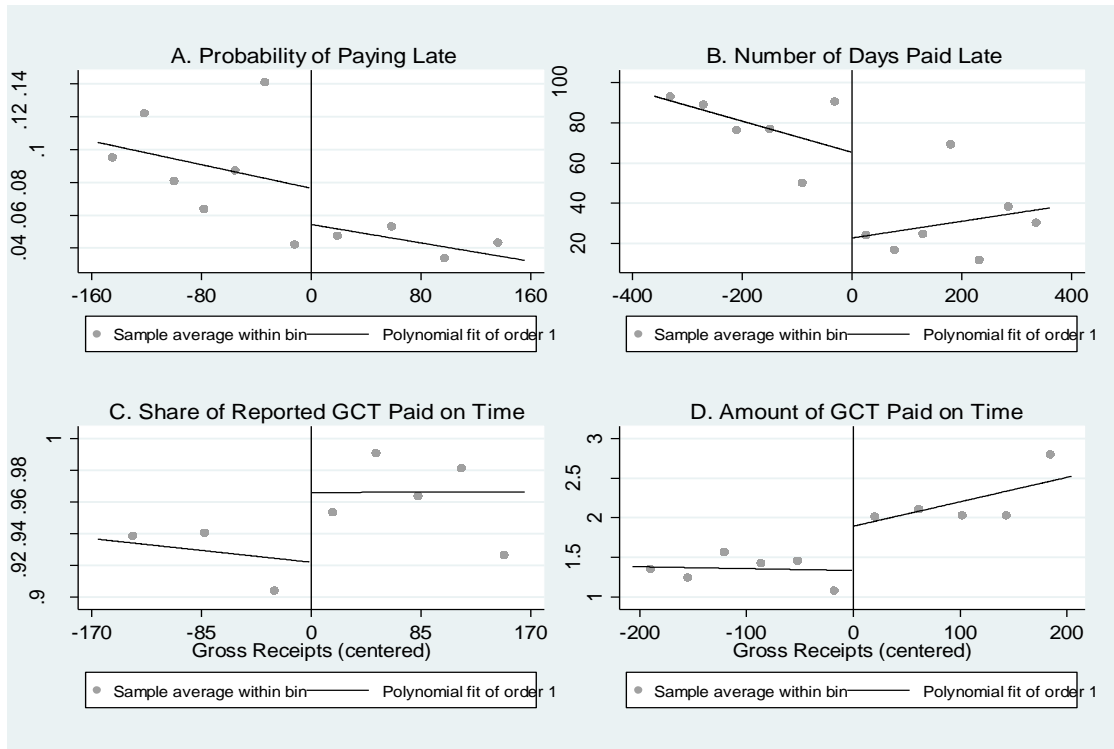 A. Probability of Paying Late
.04 .06 .08 .1 .12 .14
-160 -80 0 80 160
Sample average within bin Polynomial fit of order 1
B. Number of Days Paid Late
20 40 60 80 100
-400 -200 0 200 400
Sample average within bin Polynomial fit of order 1
C. Share of Reported GCT Paid on Time
.9 .92 .94 .96 .98 1
-170 -85 0 85 170
Gross Receipts (centered)
Sample average within bin Polynomial fit of order 1
D. Amount of GCT Paid on Time
1 1.5 2 2.5 3
-200 -100 0 100 200
Gross Receipts (centered)
Sample average within bin Polynomial fit of order 1